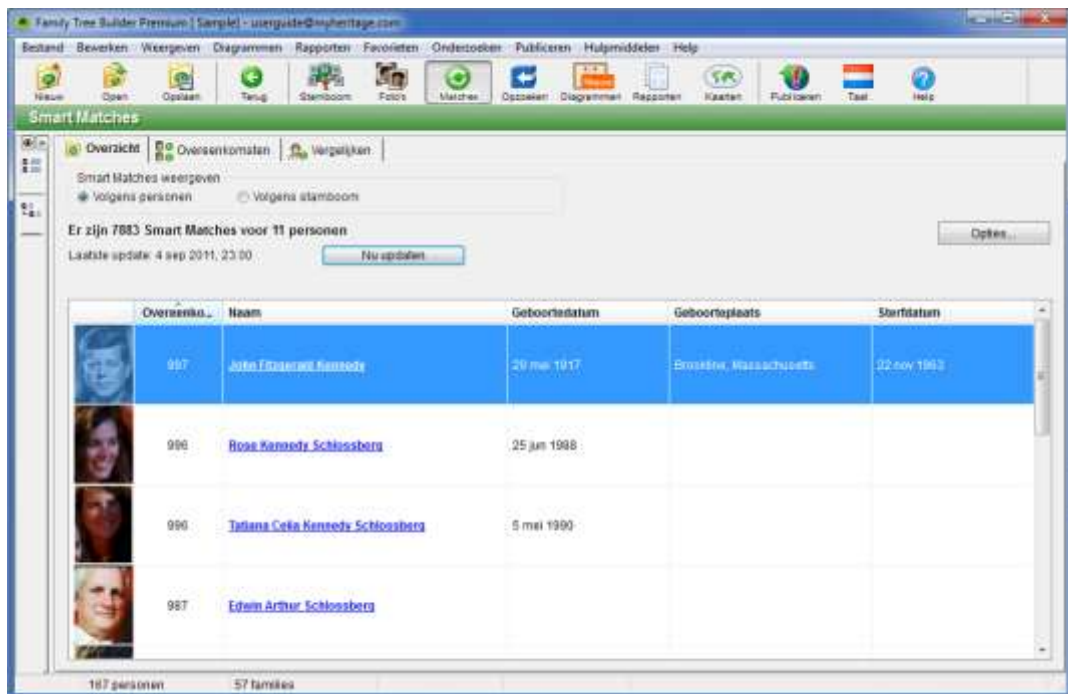 Family Tree Builder Premium [ Sample] - userguide@myheritage.com
Bestand Bewerken Weergeven Diagrammen Rapporten Favorieten Onderzoeken Publiceren Hulpmiddelen Help
Nieuw Open Opslaan Terug Stamboom Foto's Matches Opzoeken Diagrammen Rapporten Kaarten Publiceren Taal Help
Smart Matches
Overzicht Overeenkomsten Vergelijken
Smart Matches weergeven
Volgens personen Volgens stamboom
Er zijn 7883 Smart Matches voor 11 personen
Opties...
Laatste update: 4 sep 2011, 23:00 Nu updaten
Overeenko... Naam Geboortedatum Geboorteplaats Sterfdatum
997 John Fitzgerald Kennedy 29 mei 1917 Brookline, Massachusetts 22 nov 1963
996 Rose Kennedy Schlossberg 25 jun 1988
996 Tatiana Celia Kennedy Schlossberg 5 mei 1990
987 Edwin Arthur Schlossberg
167 personen 57 families